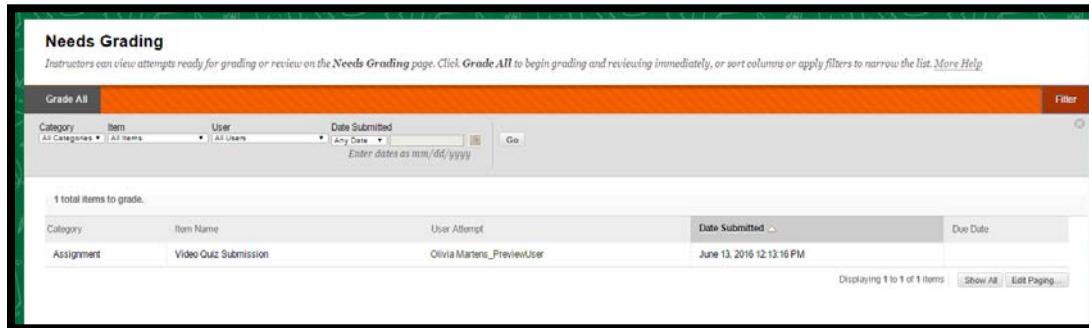 Needs Grading
Instructors can view attempts ready for grading or review on the Needs Grading page. Click Grade All to begin grading and reviewing immediately, or sort columns or apply filters to narrow the list. More Help
Grade All Filter
Category Item User Date Submitted
All Categories All Items All Users Any Date Go
Enter dates as mm/dd/yyyy
1 total items to grade.
Category Item Name User Attempt Date Submitted Due Date
Assignment Video Quiz Submission Olivia Martens_PreviewUser June 13, 2016 12:13:16 PM
Displaying 1 to 1 of 1 items Show All Edit Paging...